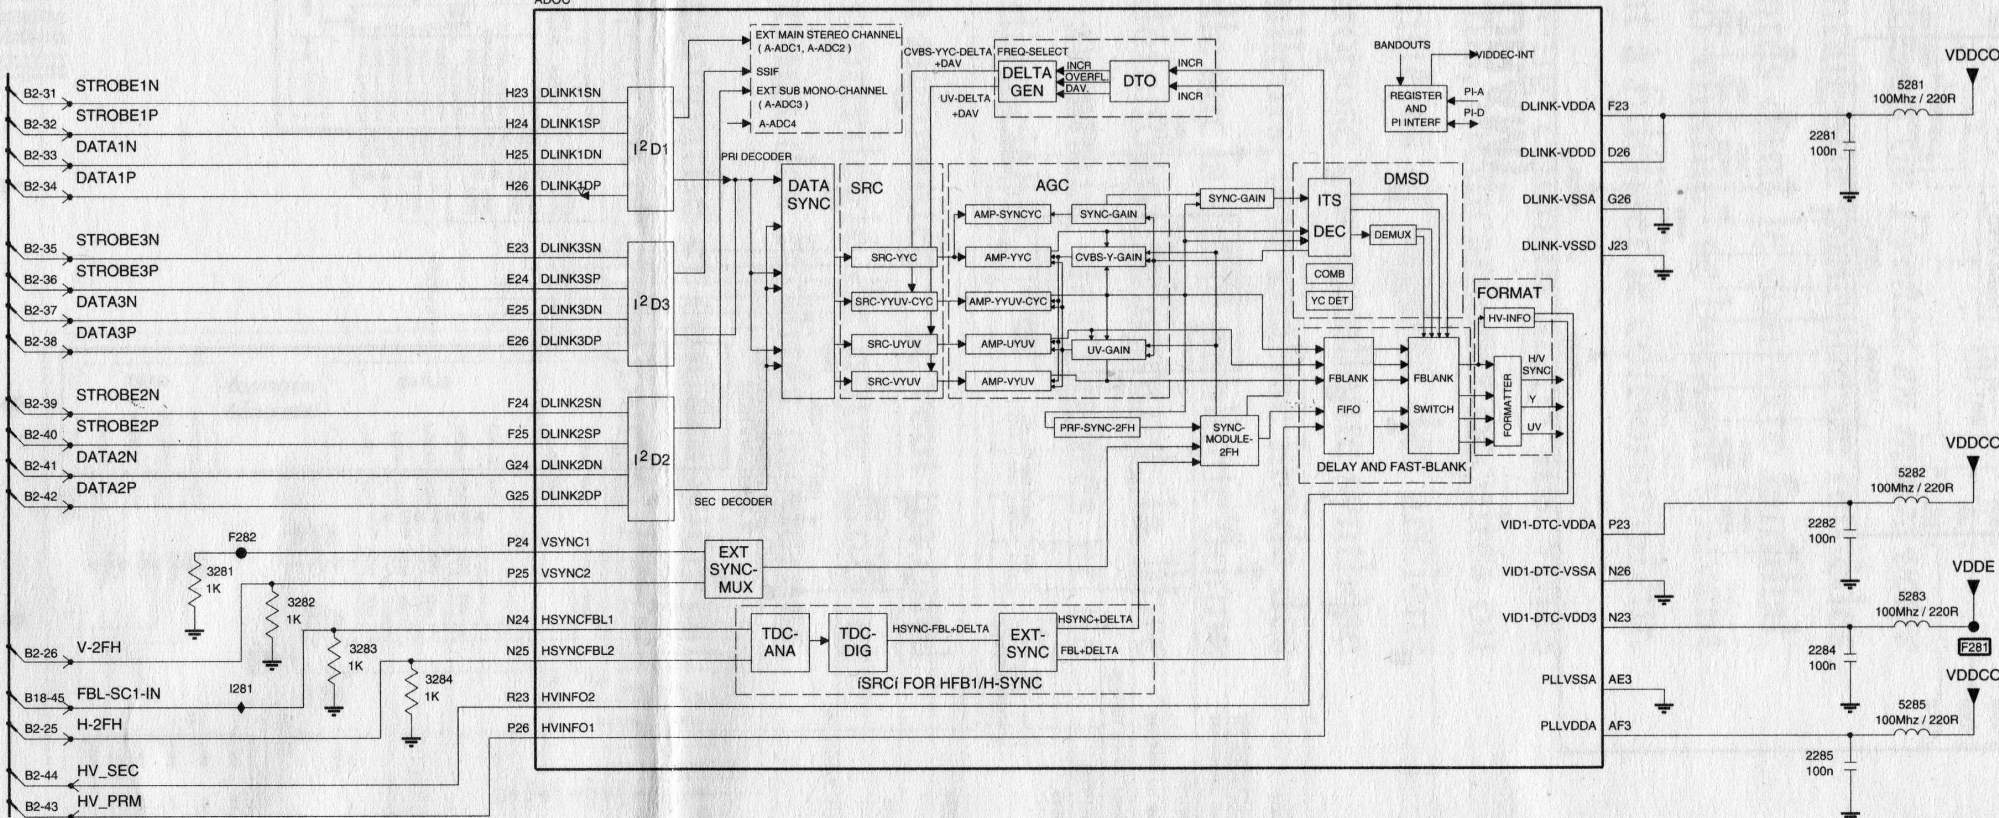 ADOC
B2-31 STROBE1N H23 DLINK1SN
B2-32 STROBE1P H24 DLINK1SP
B2-33 DATA1N H25 DLINK1DN
B2-34 DATA1P H26 DLINK1DP
I²D1
B2-35 STROBE3N E23 DLINK3SN
B2-36 STROBE3P E24 DLINK3SP
B2-37 DATA3N E25 DLINK3DN
B2-38 DATA3P E26 DLINK3DP
I²D3
B2-39 STROBE2N F24 DLINK2SN
B2-40 STROBE2P F25 DLINK2SP
B2-41 DATA2N G24 DLINK2DN
B2-42 DATA2P G25 DLINK2DP
I²D2
F282
P24 VSYNC1
P25 VSYNC2
3281
1K
3282
1K
3283
1K
3284
1K
N24 HSYNCFBL1
N25 HSYNCFBL2
R23 HVINFO2
P26 HVINFO1
B2-26 V-2FH
B18-45 FBL-SC1-IN
I281
B2-25 H-2FH
B2-44 HV_SEC
B2-43 HV_PRM
EXT MAIN STEREO CHANNEL
( A-ADC1, A-ADC2 )
SSIF
EXT SUB MONO-CHANNEL
( A-ADC3 )
A-ADC4
PRI DECODER
SEC DECODER
DATA
SYNC
CVBS-YYC-DELTA
+DAV
UV-DELTA
+DAV
FREQ-SELECT
DELTA
GEN
INCR
OVERFL.
DAV.
DTO
INCR
INCR
SRC
SRC-YYC
SRC-YYUV-CYC
SRC-UYUV
SRC-VYUV
AGC
AMP-SYNCYC
SYNC-GAIN
AMP-YYC
CVBS-Y-GAIN
AMP-YYUV-CYC
AMP-UYUV
UV-GAIN
AMP-VYUV
SYNC-GAIN
PRF-SYNC-2FH
SYNC-
MODULE-
2FH
BANDOUTS
VIDDEC-INT
REGISTER
AND
PI INTERF
PI-A
PI-D
DMSD
ITS
DEC
DEMUX
COMB
YC DET
FBLANK
FIFO
FBLANK
SWITCH
DELAY AND FAST-BLANK
FORMAT
HV-INFO
FORMATTER
H/V
SYNC
Y
UV
EXT
SYNC-
MUX
TDC-
ANA
TDC-
DIG
HSYNC-FBL+DELTA
EXT-
SYNC
HSYNC+DELTA
FBL+DELTA
íSRCí FOR HFB1/H-SYNC
DLINK-VDDA F23
DLINK-VDDD D26
DLINK-VSSA G26
DLINK-VSSD J23
VID1-DTC-VDDA P23
VID1-DTC-VSSA N26
VID1-DTC-VDD3 N23
PLLVSSA AE3
PLLVDDA AF3
VDDCO
5281
100Mhz / 220R
2281
100n
VDDCO
5282
100Mhz / 220R
2282
100n
VDDE
5283
100Mhz / 220R
F281
2284
100n
VDDCO
5285
100Mhz / 220R
2285
100n